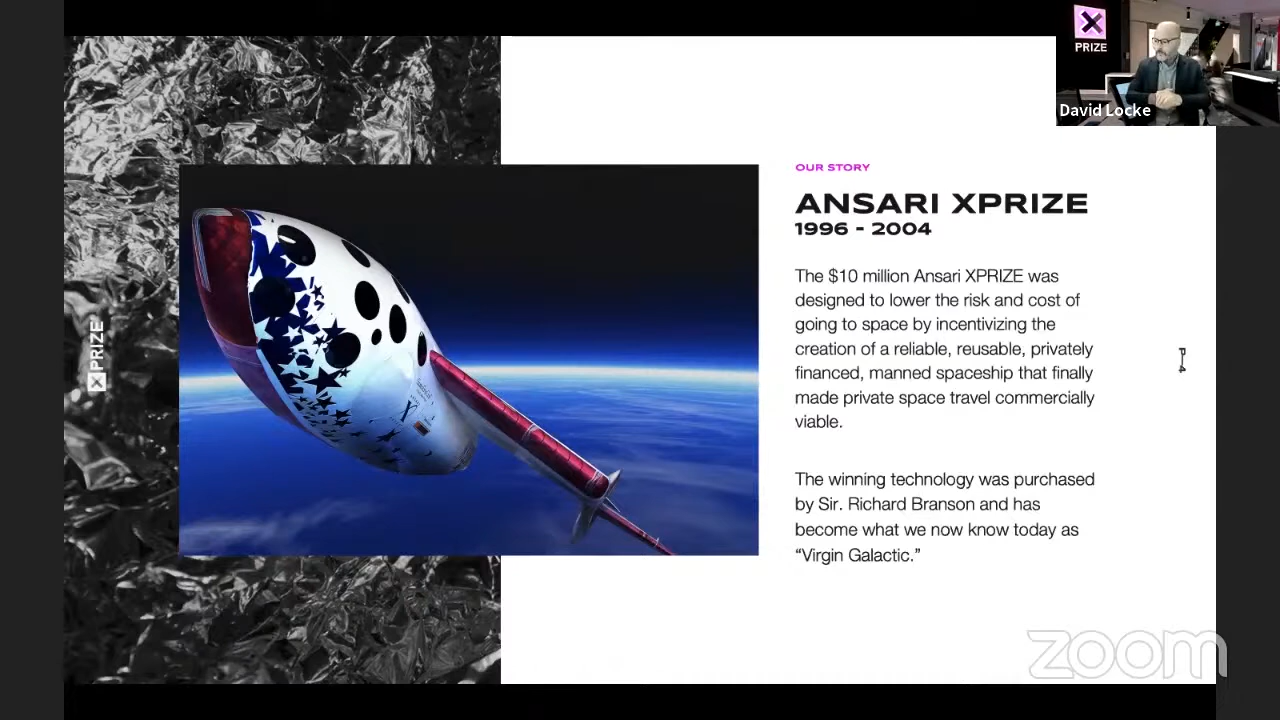 X
PRIZE
David Locke
OUR STORY
ANSARI XPRIZE
1996 - 2004
The $10 million Ansari XPRIZE was
designed to lower the risk and cost of
going to space by incentivizing the
creation of a reliable, reusable, privately
financed, manned spaceship that finally
made private space travel commercially
viable.
The winning technology was purchased
by Sir. Richard Branson and has
become what we now know today as
“Virgin Galactic.”
XPRIZE
zoom